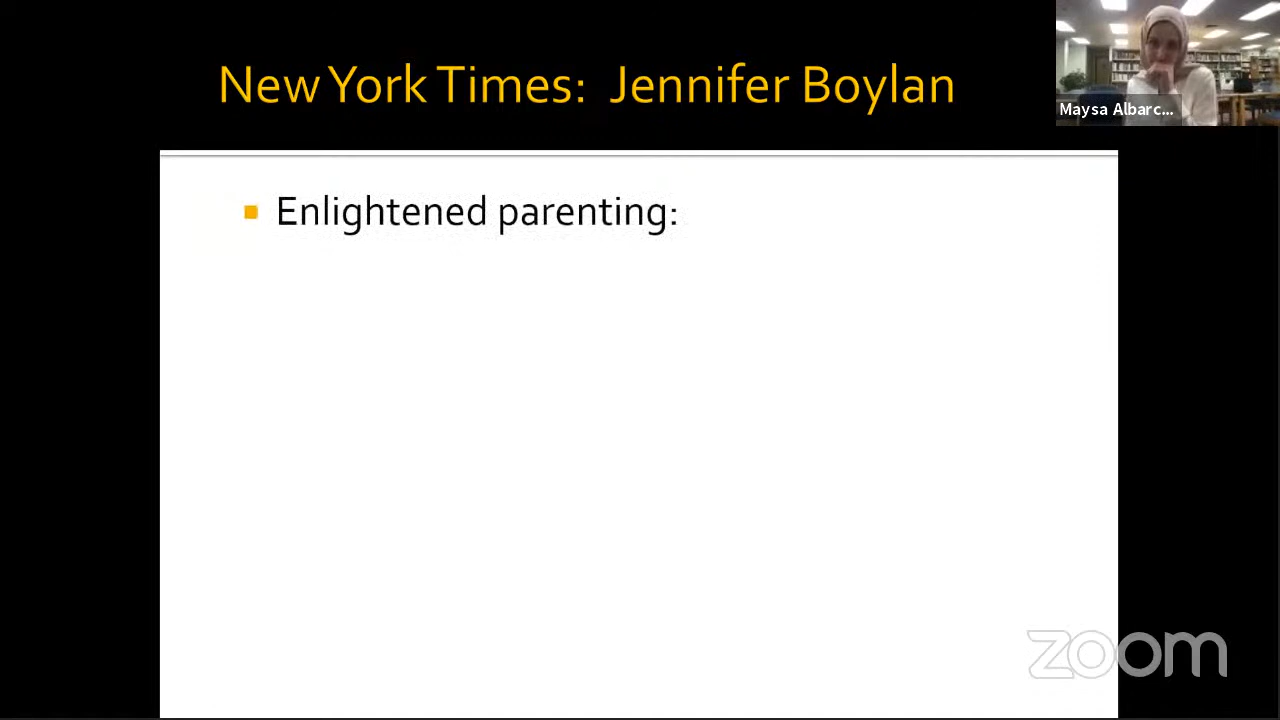 New York Times: Jennifer Boylan
Maysa Albarc...
Enlightened parenting:
zoom